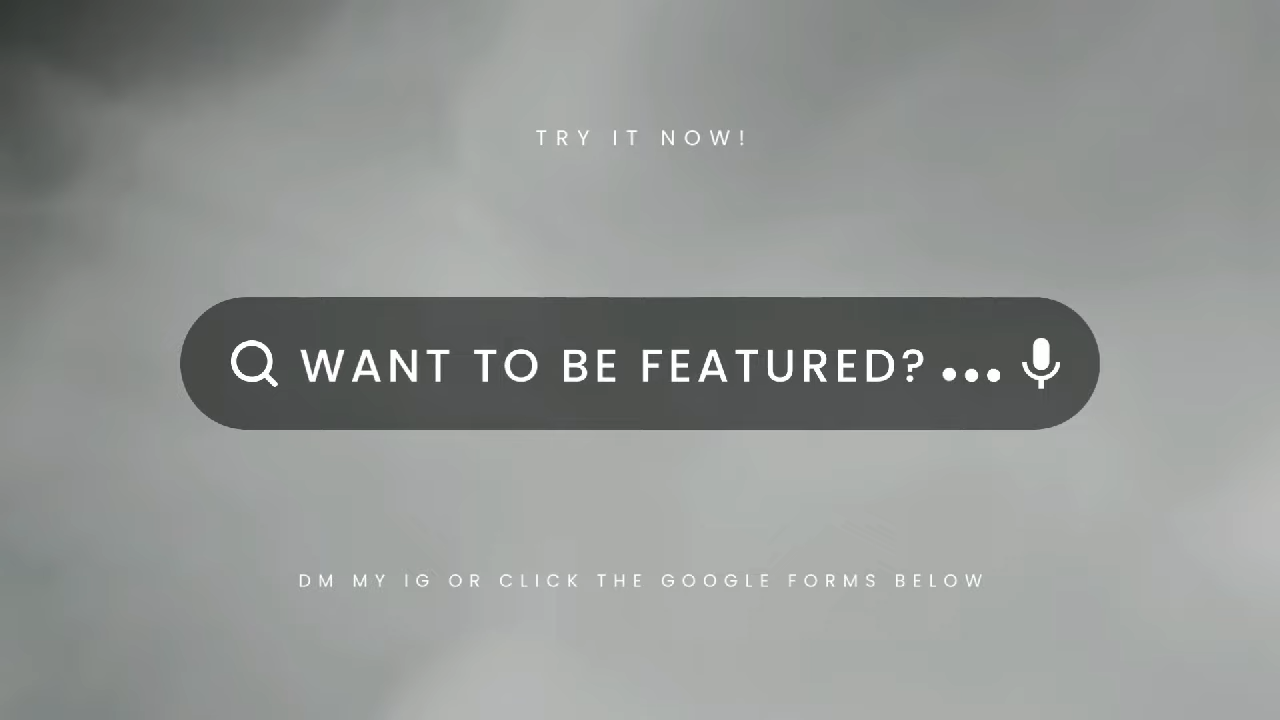 TRY IT NOW!
WANT TO BE FEATURED? ...
DM MY IG OR CLICK THE GOOGLE FORMS BELOW